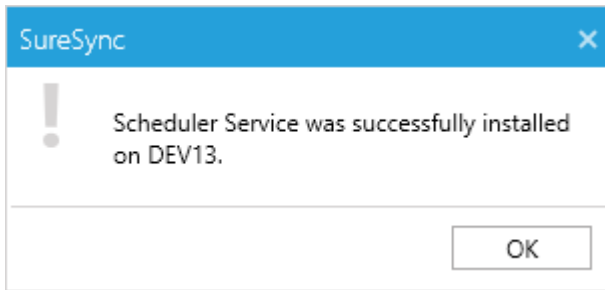 SureSync
Scheduler Service was successfully installed
on DEV13.
OK